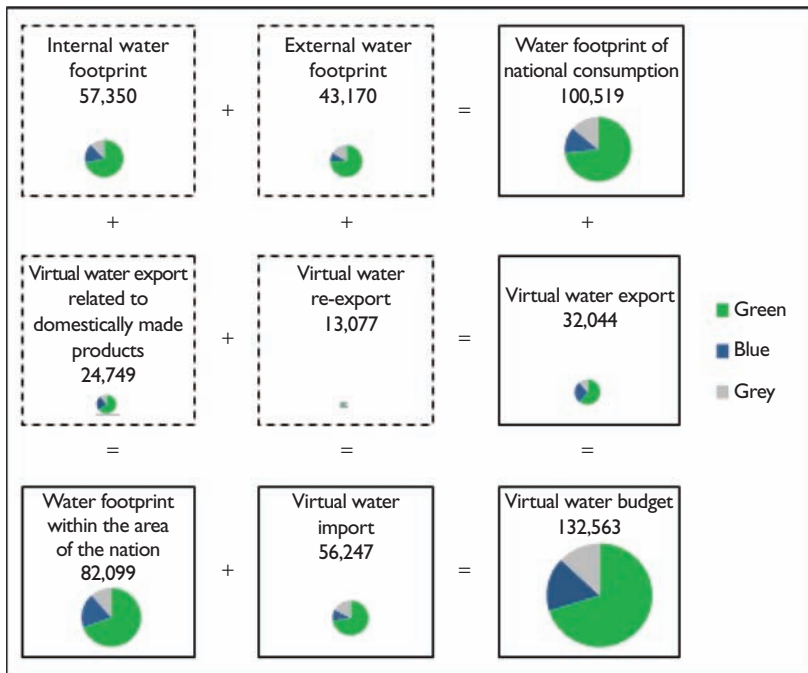 Internal water
footprint
57,350
+
External water
footprint
43,170
=
Water footprint of
national consumption
100,519
+
+
+
Virtual water export
related to
domestically made
products
24,749
+
Virtual water
re-export
13,077
=
Virtual water export
32,044
=
=
=
Water footprint
within the area
of the nation
82,099
+
Virtual water
import
56,247
=
Virtual water budget
132,563
Green
Blue
Grey